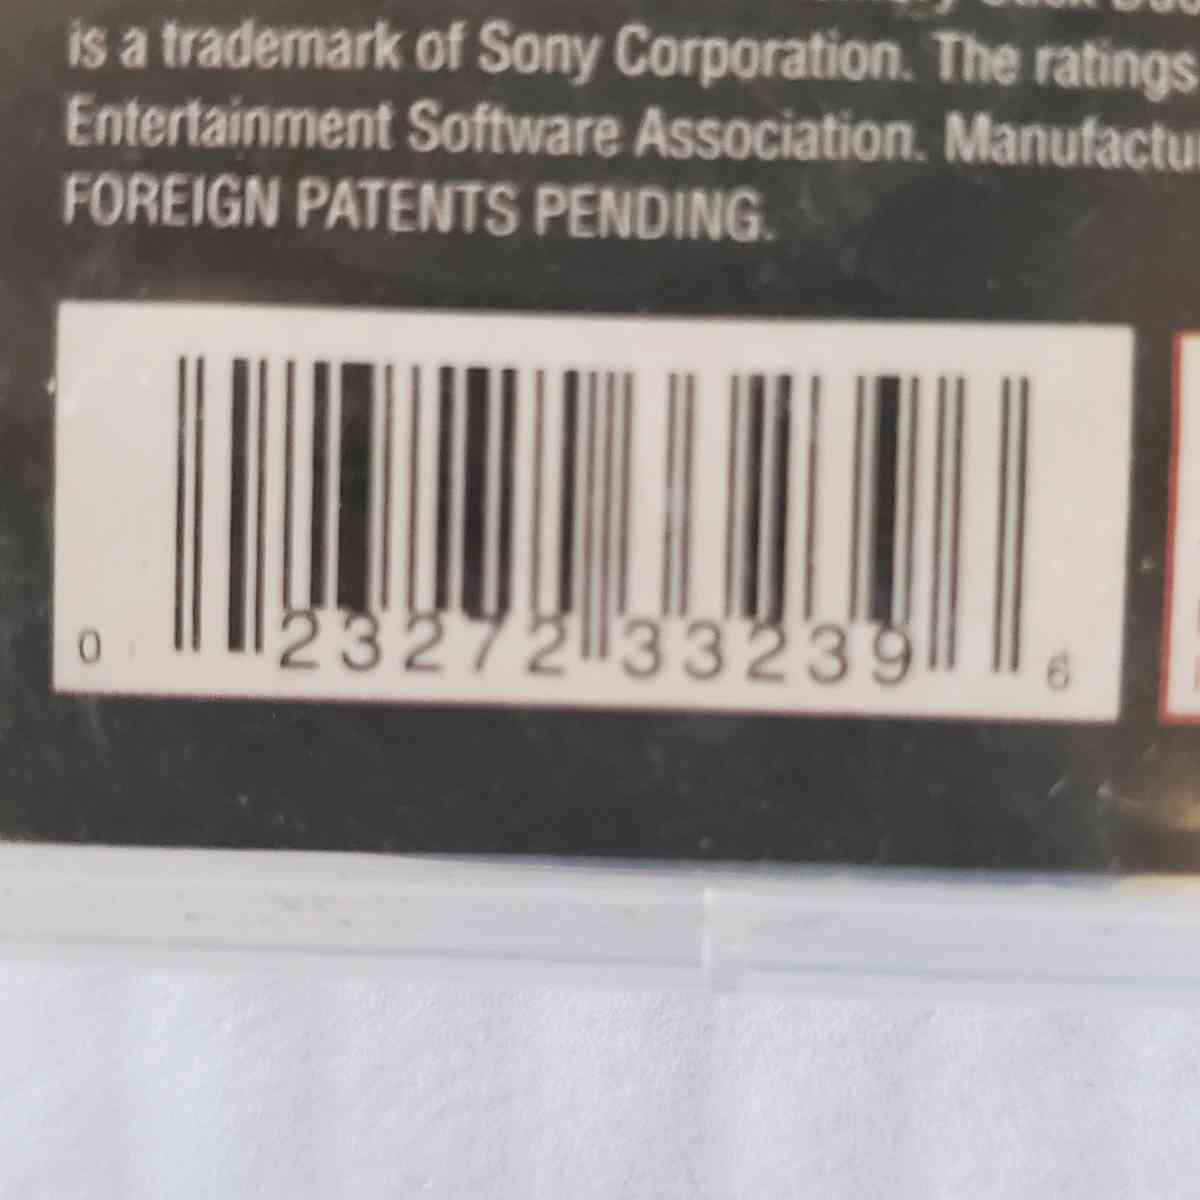 is a trademark of Sony Corporation. The ratings
Entertainment Software Association. Manufactu
FOREIGN PATENTS PENDING.
0 23272 33239 6